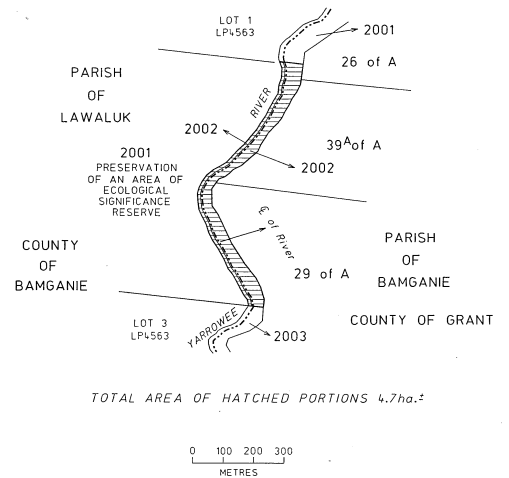 LOT 1
LP4563
2001
26 of A
PARISH
OF
LAWALUK
RIVER
2002
39ᴬof A
2002
2001
PRESERVATION
OF AN AREA OF
ECOLOGICAL
SIGNIFICANCE
RESERVE
℄ of River
COUNTY
OF
BAMGANIE
PARISH
OF
BAMGANIE
29 of A
COUNTY OF GRANT
LOT 3
LP4563
YARROWEE
2003
TOTAL AREA OF HATCHED PORTIONS 4.7ha.±
0 100 200 300
METRES